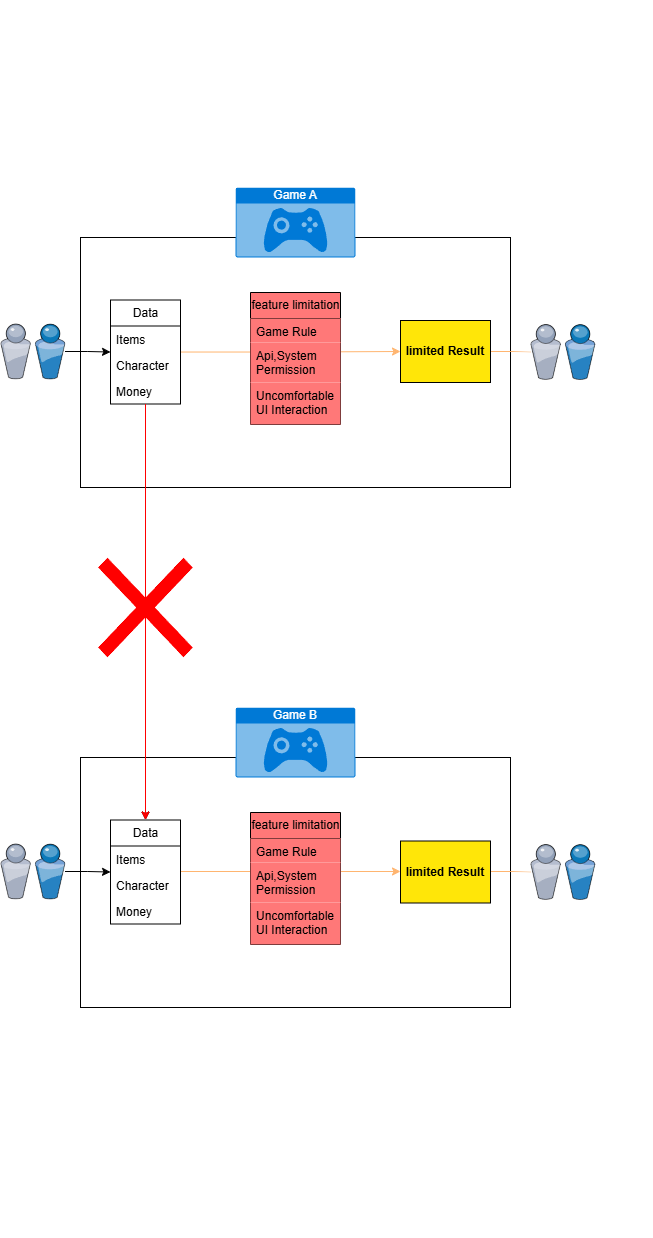 Game A
Data
Items
Character
Money
feature limitation
Game Rule
Api,System
Permission
Uncomfortable
UI Interaction
limited Result
Game B
Data
Items
Character
Money
feature limitation
Game Rule
Api,System
Permission
Uncomfortable
UI Interaction
limited Result